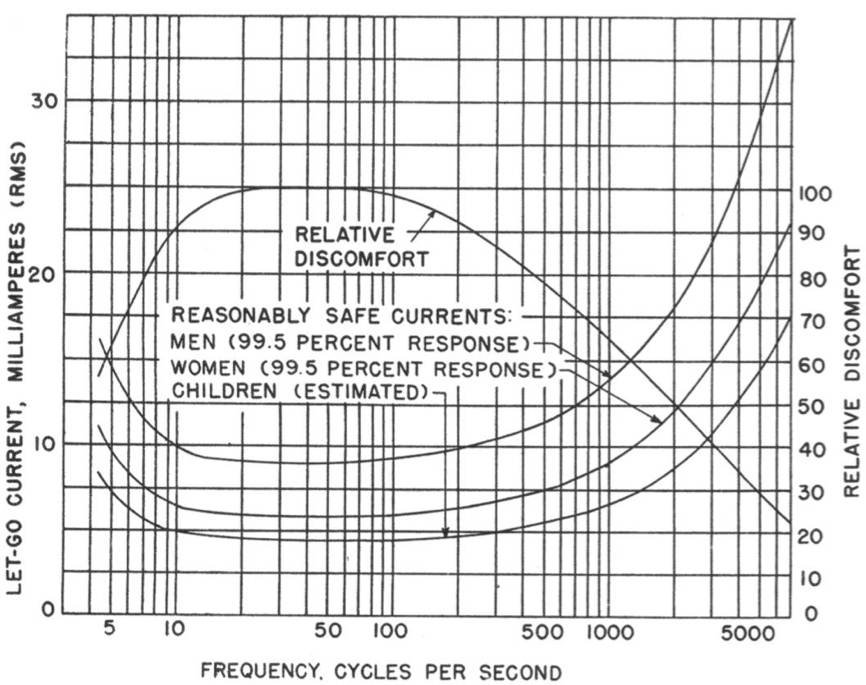 LET-GO CURRENT, MILLIAMPERES (RMS)
30
20
10
0
RELATIVE
DISCOMFORT
REASONABLY SAFE CURRENTS:
MEN (99.5 PERCENT RESPONSE)
WOMEN (99.5 PERCENT RESPONSE)
CHILDREN (ESTIMATED)
100
90
80
70
60
50
40
30
20
10
0
RELATIVE DISCOMFORT
5 10 50 100 500 1000 5000
FREQUENCY, CYCLES PER SECOND